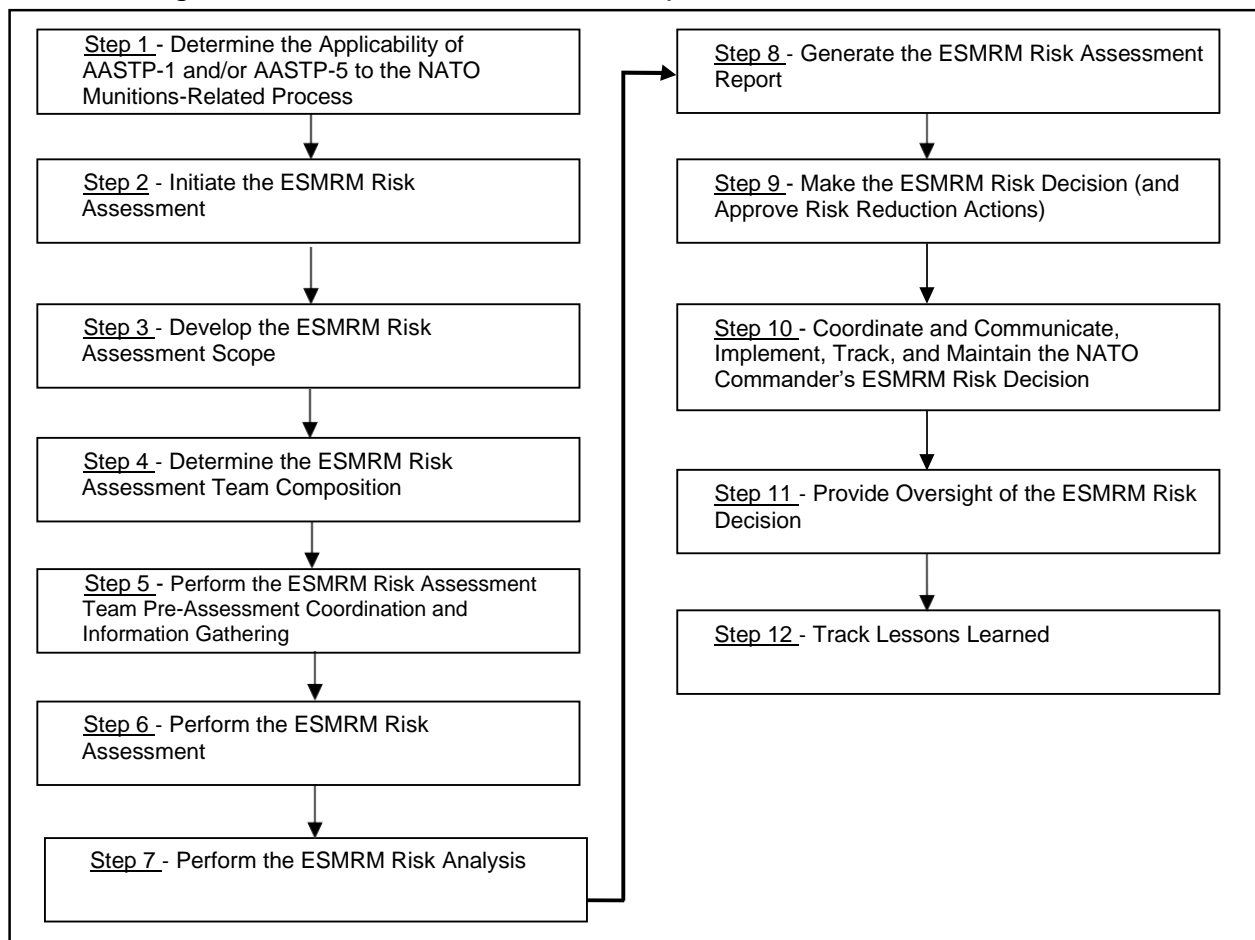 Step 1 - Determine the Applicability of
AASTP-1 and/or AASTP-5 to the NATO
Munitions-Related Process
Step 2 - Initiate the ESMRM Risk
Assessment
Step 3 - Develop the ESMRM Risk
Assessment Scope
Step 4 - Determine the ESMRM Risk
Assessment Team Composition
Step 5 - Perform the ESMRM Risk Assessment
Team Pre-Assessment Coordination and
Information Gathering
Step 6 - Perform the ESMRM Risk
Assessment
Step 7 - Perform the ESMRM Risk Analysis
Step 8 - Generate the ESMRM Risk Assessment
Report
Step 9 - Make the ESMRM Risk Decision (and
Approve Risk Reduction Actions)
Step 10 - Coordinate and Communicate,
Implement, Track, and Maintain the NATO
Commander’s ESMRM Risk Decision
Step 11 - Provide Oversight of the ESMRM Risk
Decision
Step 12 - Track Lessons Learned